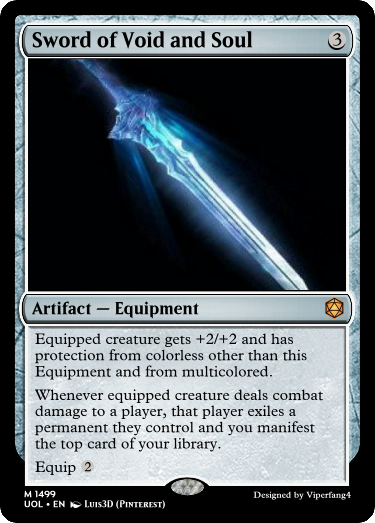 Sword of Void and Soul 3
Artifact — Equipment
Equipped creature gets +2/+2 and has
protection from colorless other than this
Equipment and from multicolored.
Whenever equipped creature deals combat
damage to a player, that player exiles a
permanent they control and you manifest
the top card of your library.
Equip 2
M 1499
UOL • EN Luis3D (Pinterest)
Designed by Viperfang4